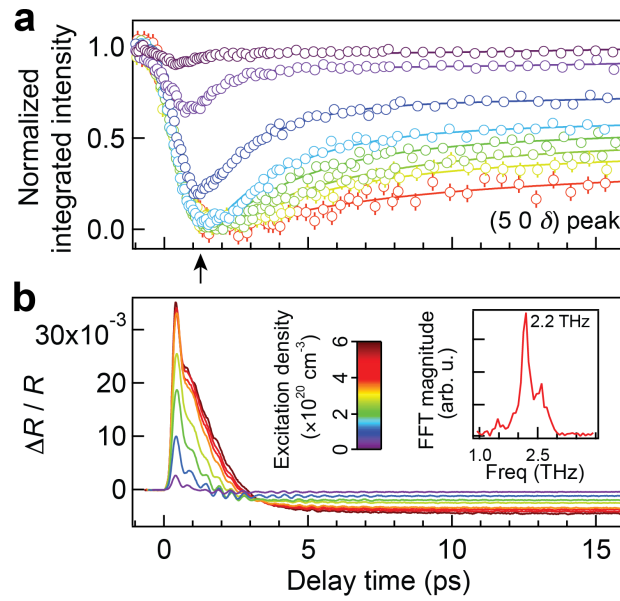 a
Normalized
integrated intensity
1.0
0.5
0.0
(5 0 δ) peak
b
ΔR / R
30x10⁻³
20
10
0
Excitation density
(×10²⁰ cm⁻³)
6
4
2
0
FFT magnitude
(arb. u.)
2.2 THz
1.0 2.5
Freq (THz)
0 5 10 15
Delay time (ps)